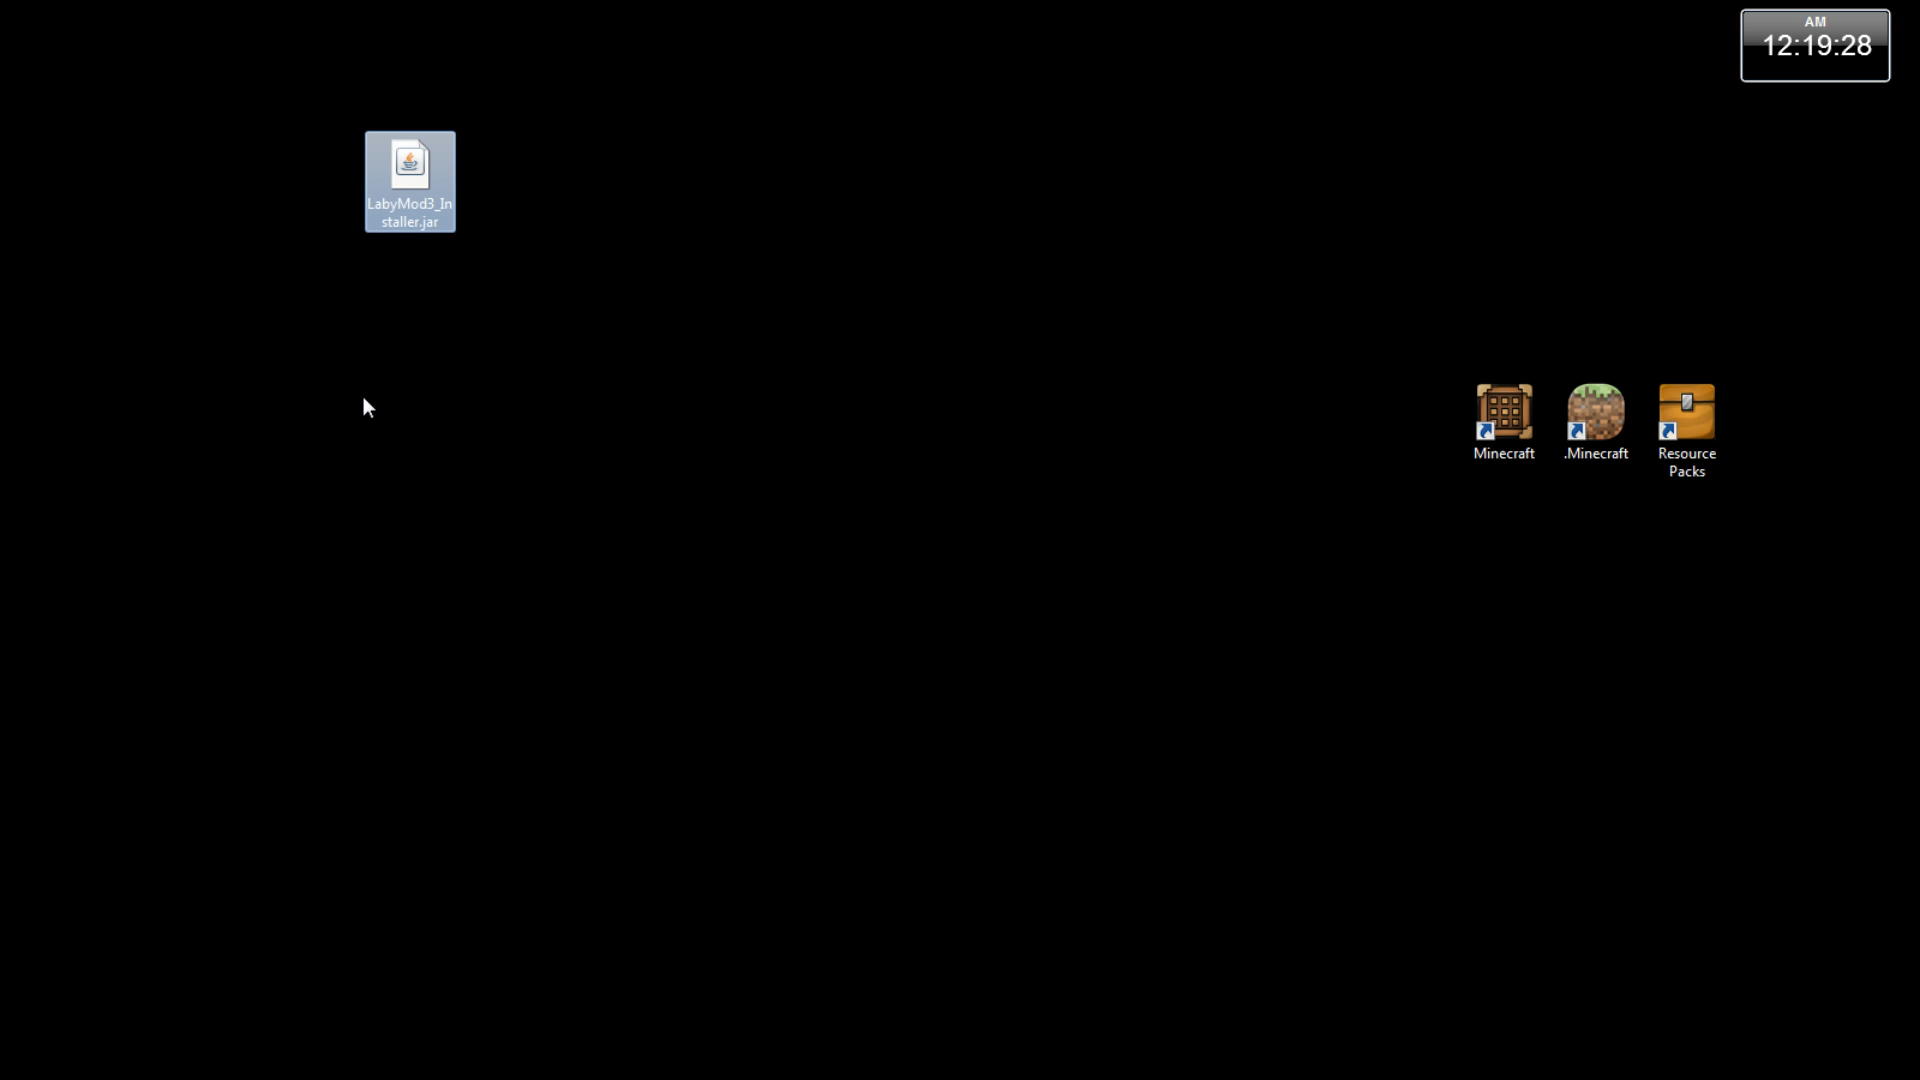 AM
12:19:28
LabyMod3_In
staller.jar
Minecraft
.Minecraft
Resource
Packs